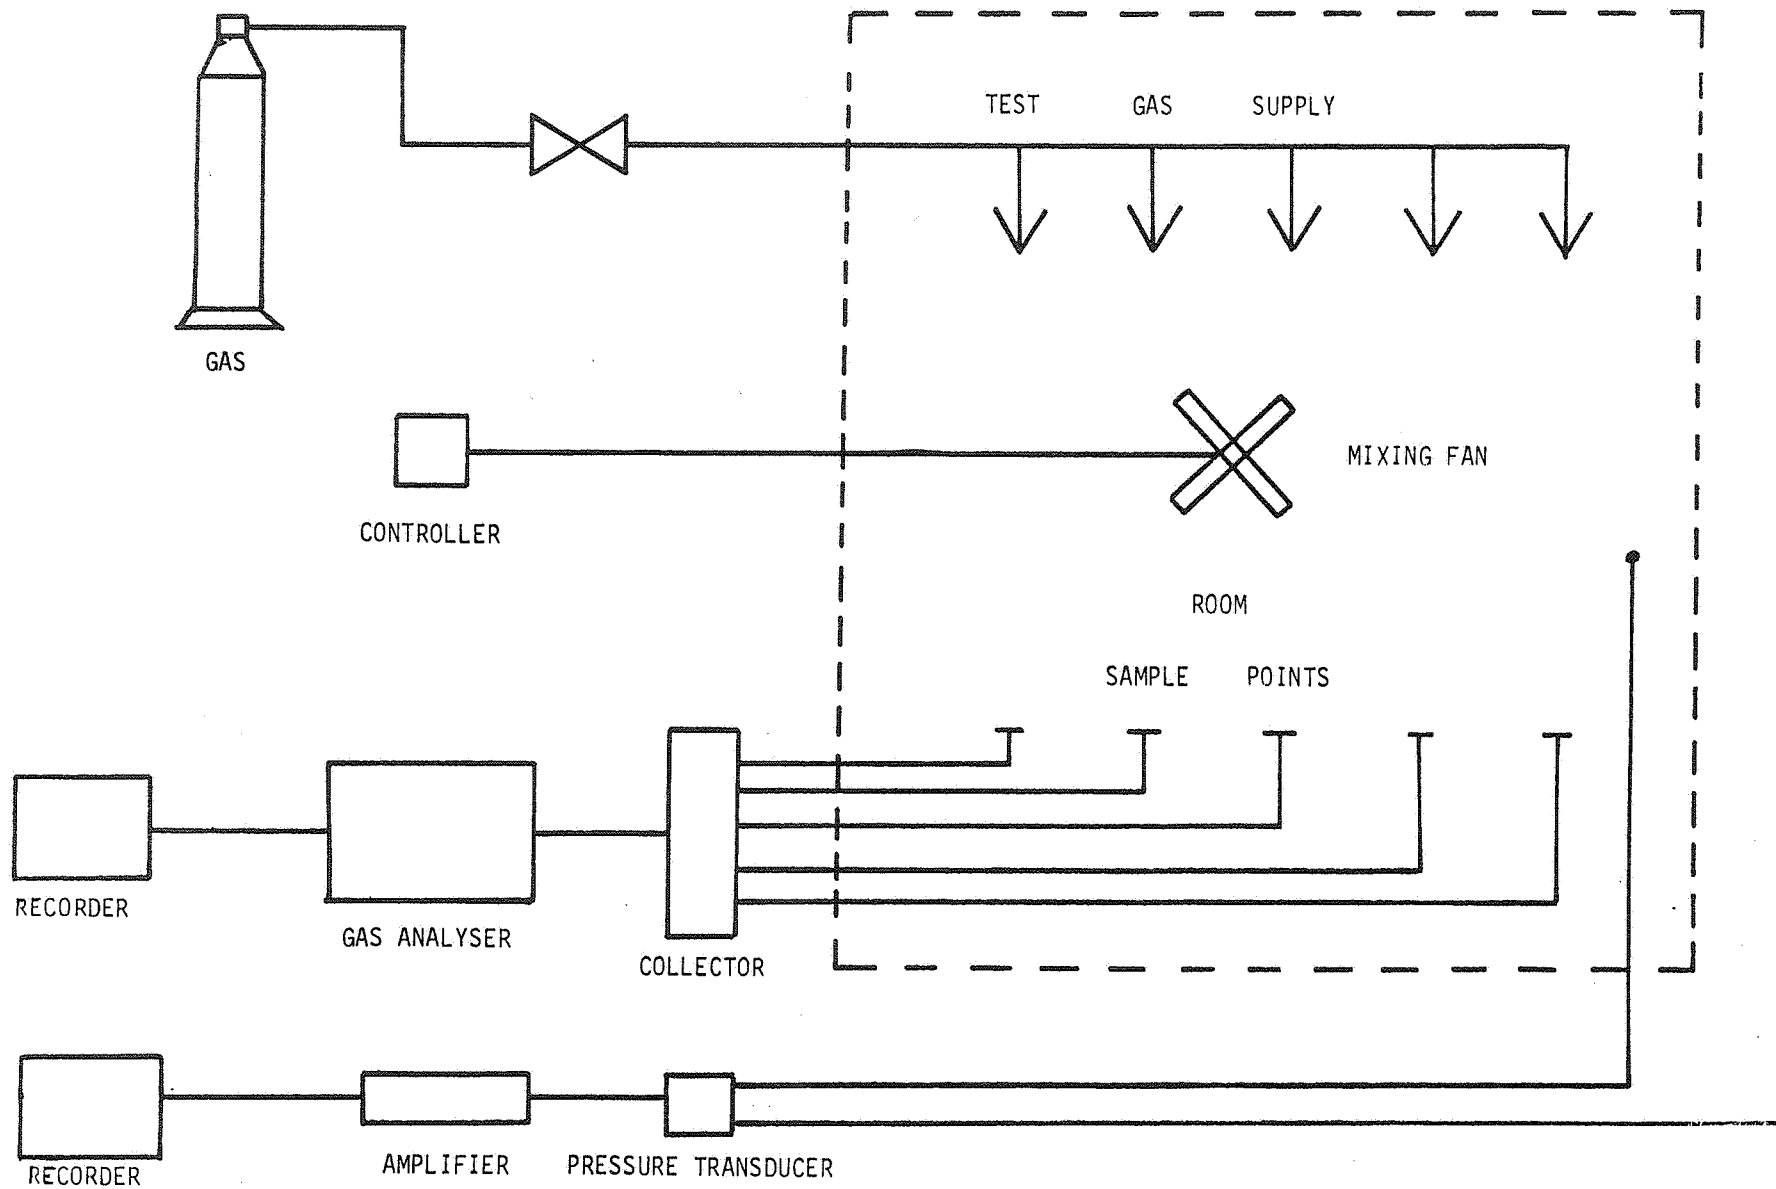 TEST GAS SUPPLY
GAS
MIXING FAN
CONTROLLER
ROOM
SAMPLE POINTS
RECORDER
GAS ANALYSER
COLLECTOR
RECORDER
AMPLIFIER
PRESSURE TRANSDUCER